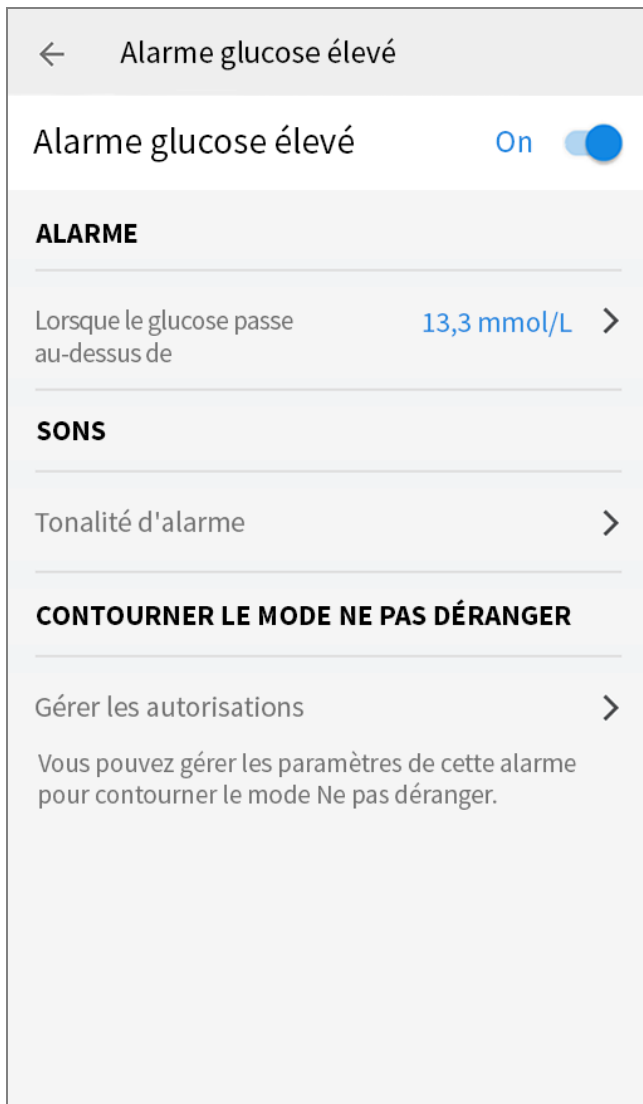 Alarme glucose élevé
Alarme glucose élevé On
ALARME
Lorsque le glucose passe
au-dessus de
13,3 mmol/L
SONS
Tonalité d'alarme
CONTOURNER LE MODE NE PAS DÉRANGER
Gérer les autorisations
Vous pouvez gérer les paramètres de cette alarme
pour contourner le mode Ne pas déranger.